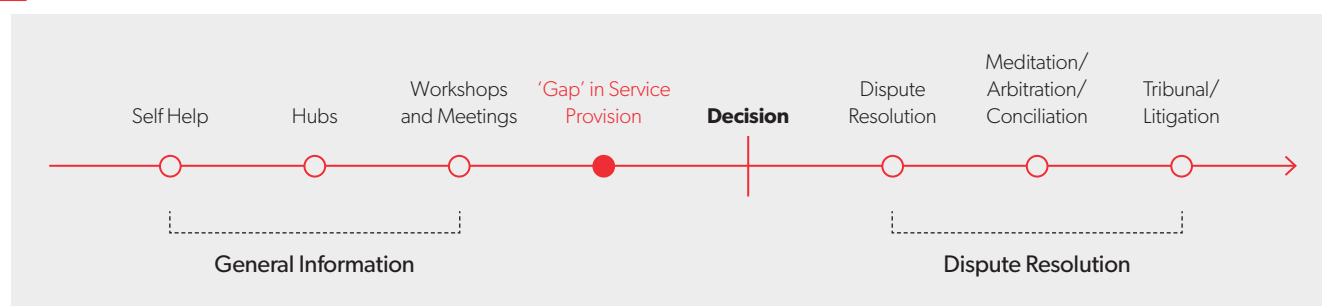 Self Help
Hubs
Workshops
and Meetings
‘Gap’ in Service
Provision
Decision
Dispute
Resolution
Meditation/
Arbitration/
Conciliation
Tribunal/
Litigation
General Information
Dispute Resolution